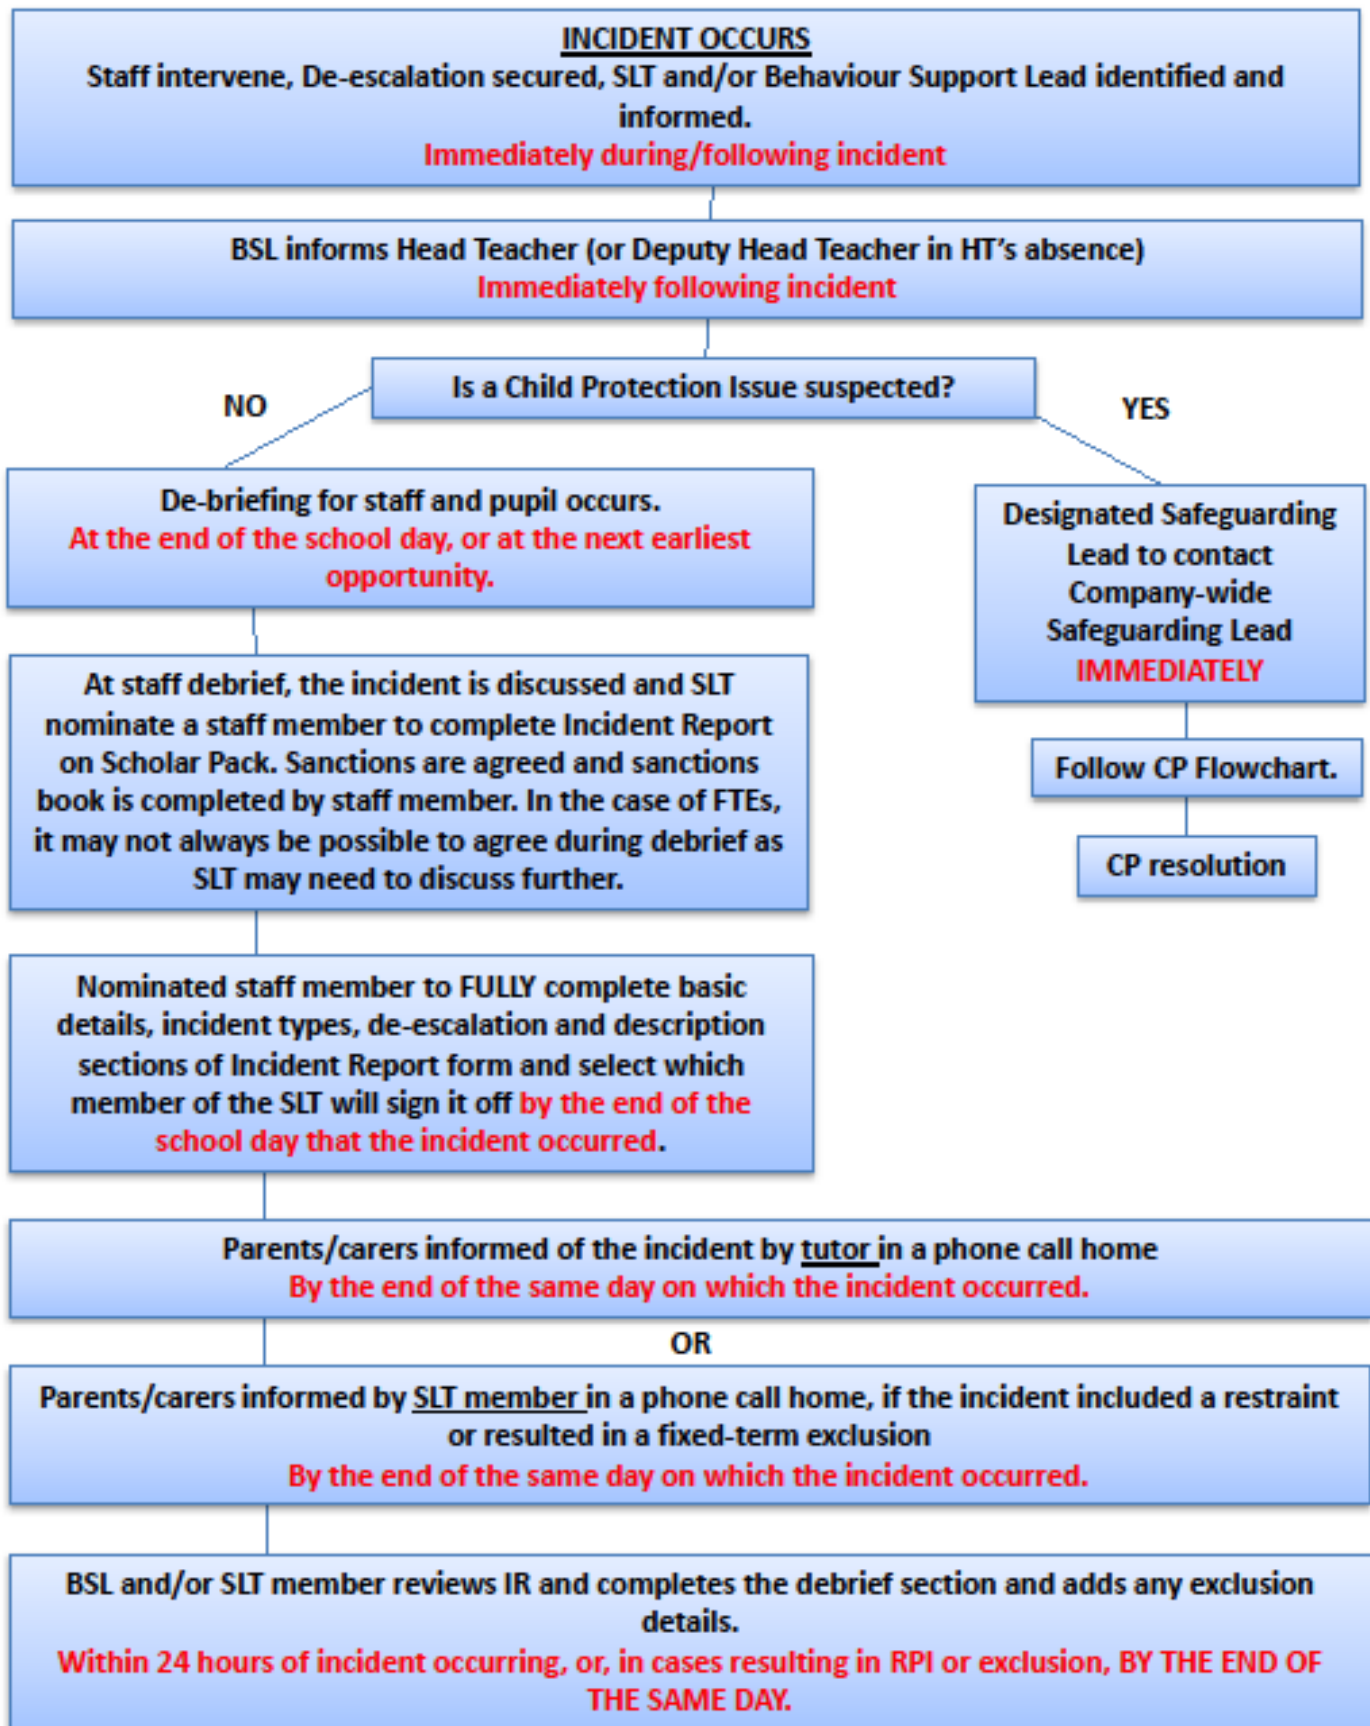 INCIDENT OCCURS
Staff intervene, De-escalation secured, SLT and/or Behaviour Support Lead identified and
informed.
Immediately during/following incident
BSL informs Head Teacher (or Deputy Head Teacher in HT's absence)
Immediately following incident
Is a Child Protection Issue suspected?
NO
YES
De-briefing for staff and pupil occurs.
At the end of the school day, or at the next earliest
opportunity.
Designated Safeguarding
Lead to contact
Company-wide
Safeguarding Lead
IMMEDIATELY
At staff debrief, the incident is discussed and SLT
nominate a staff member to complete Incident Report
on Scholar Pack. Sanctions are agreed and sanctions
book is completed by staff member. In the case of FTEs,
it may not always be possible to agree during debrief as
SLT may need to discuss further.
Follow CP Flowchart.
CP resolution
Nominated staff member to FULLY complete basic
details, incident types, de-escalation and description
sections of Incident Report form and select which
member of the SLT will sign it off by the end of the
school day that the incident occurred.
Parents/carers informed of the incident by tutor in a phone call home
By the end of the same day on which the incident occurred.
OR
Parents/carers informed by SLT member in a phone call home, if the incident included a restraint
or resulted in a fixed-term exclusion
By the end of the same day on which the incident occurred.
BSL and/or SLT member reviews IR and completes the debrief section and adds any exclusion
details.
Within 24 hours of incident occurring, or, in cases resulting in RPI or exclusion, BY THE END OF
THE SAME DAY.